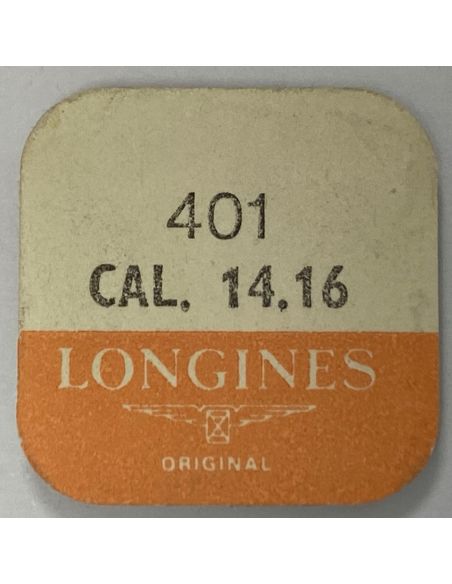 401
CAL. 14.16
LONGINES
ORIGINAL